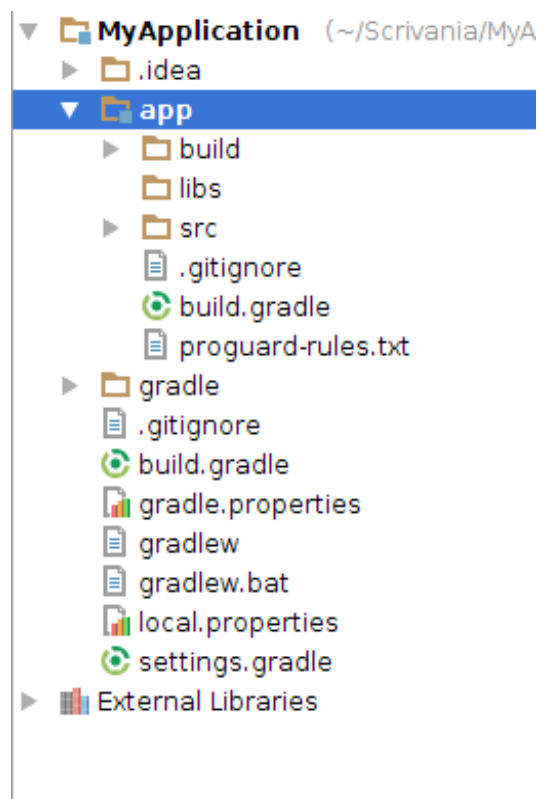 MyApplication (~/Scrivania/MyA
.idea
app
build
libs
src
.gitignore
build.gradle
proguard-rules.txt
gradle
.gitignore
build.gradle
gradle.properties
gradlew
gradlew.bat
local.properties
settings.gradle
External Libraries